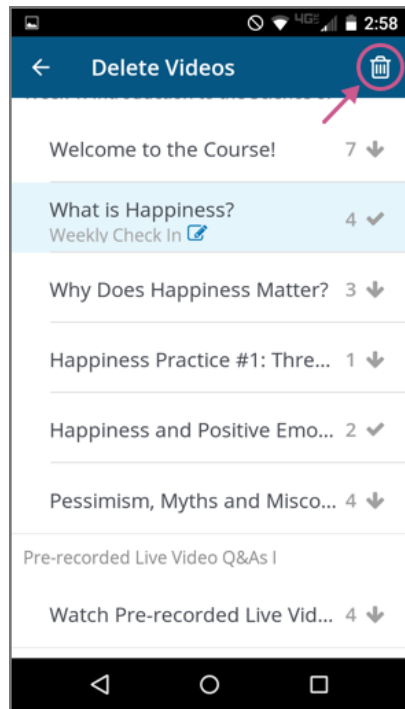 4G 2:58
Delete Videos
Welcome to the Course! 7
What is Happiness? 4
Weekly Check In
Why Does Happiness Matter? 3
Happiness Practice #1: Thre... 1
Happiness and Positive Emo... 2
Pessimism, Myths and Misco... 4
Pre-recorded Live Video Q&As I
Watch Pre-recorded Live Vid... 4